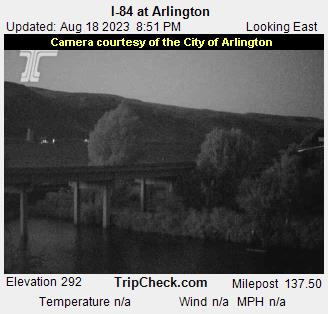 I-84 at Arlington
Updated: Aug 18 2023 8:51 PM Looking East
Camera courtesy of the City of Arlington
Elevation 292 TripCheck.com Milepost 137.50
Temperature n/a Wind n/a MPH n/a